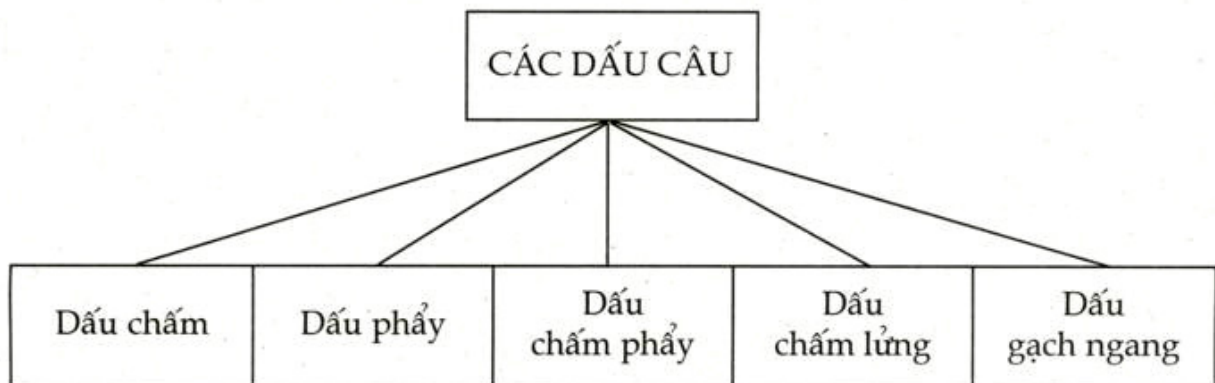 CÁC DẤU CÂU
Dấu chấm
Dấu phẩy
Dấu
chấm phẩy
Dấu
chấm lửng
Dấu
gạch ngang